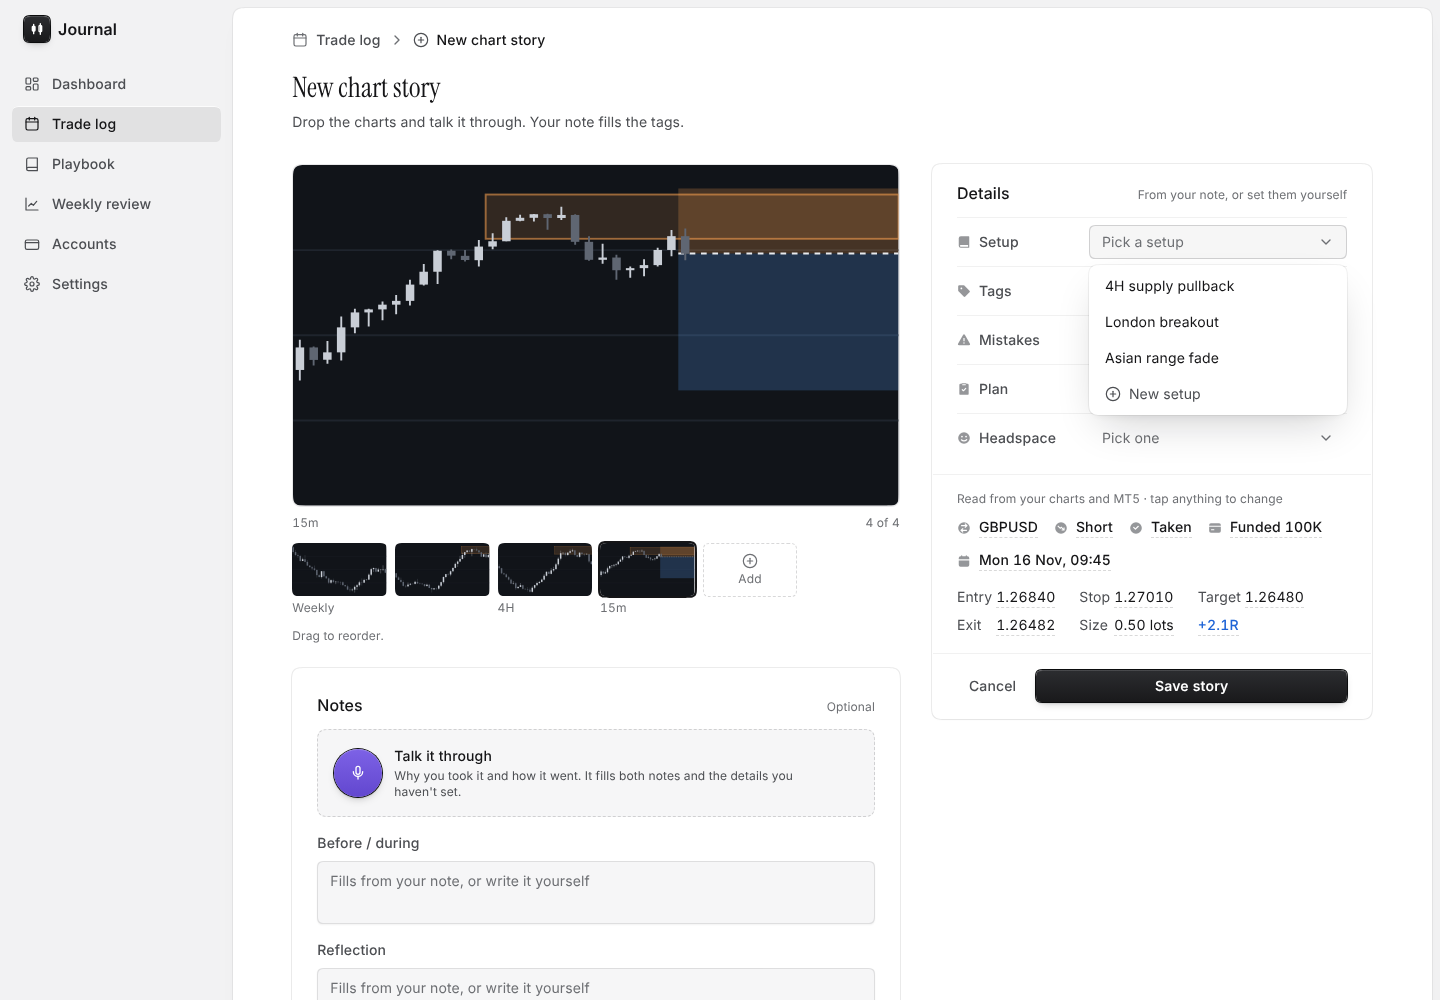 Journal
Dashboard
Trade log
Playbook
Weekly review
Accounts
Settings
Trade log
New chart story
New chart story
Drop the charts and talk it through. Your note fills the tags.
15m
4 of 4
Weekly
4H
15m
Add
Drag to reorder.
Notes
Optional
Talk it through
Why you took it and how it went. It fills both notes and the details you
haven't set.
Before / during
Fills from your note, or write it yourself
Reflection
Fills from your note, or write it yourself
Details
From your note, or set them yourself
Setup
Pick a setup
4H supply pullback
London breakout
Asian range fade
New setup
Tags
Mistakes
Plan
Headspace
Pick one
Read from your charts and MT5 · tap anything to change
GBPUSD
Short
Taken
Funded 100K
Mon 16 Nov, 09:45
Entry 1.26840
Stop 1.27010
Target 1.26480
Exit 1.26482
Size 0.50 lots
+2.1R
Cancel
Save story